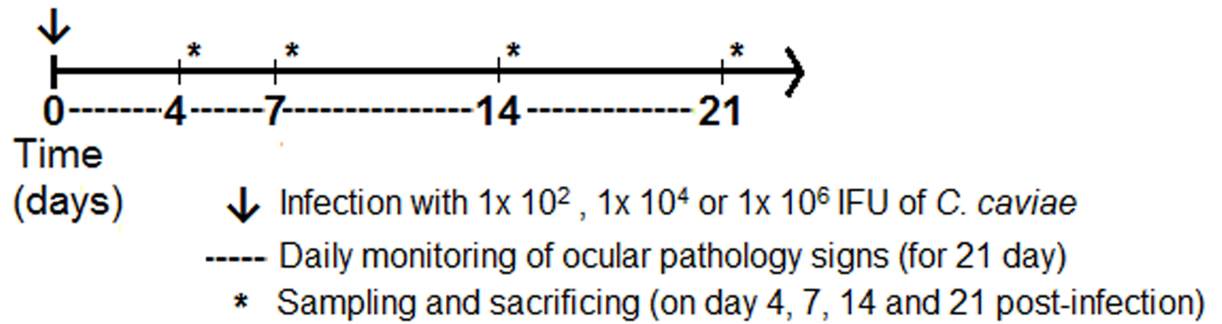 * * * *
0--------4------7----------------14--------------21
Time
(days)
↓ Infection with 1x 10² , 1x 10⁴ or 1x 10⁶ IFU of C. caviae
----- Daily monitoring of ocular pathology signs (for 21 day)
* Sampling and sacrificing (on day 4, 7, 14 and 21 post-infection)